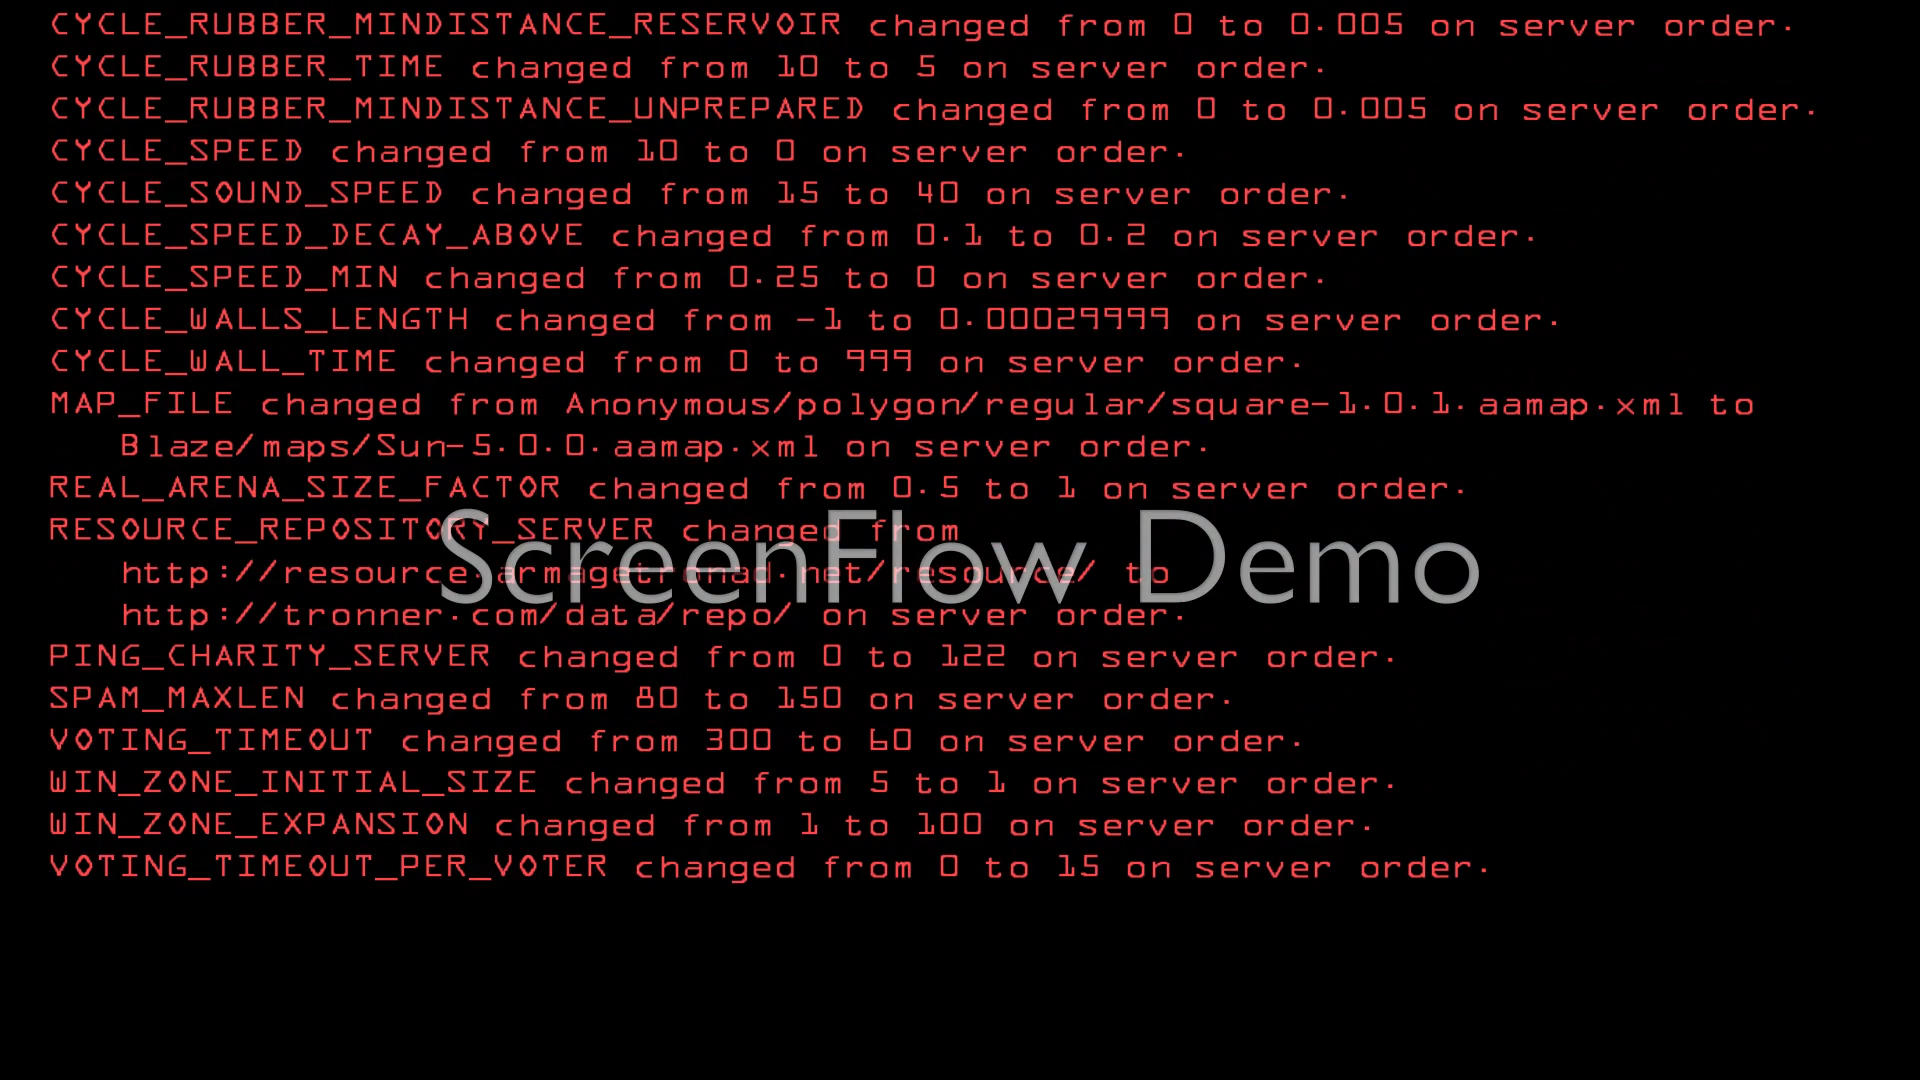 CYCLE_RUBBER_MINDISTANCE_RESERVOIR changed from 0 to 0.005 on server order.
CYCLE_RUBBER_TIME changed from 10 to 5 on server order.
CYCLE_RUBBER_MINDISTANCE_UNPREPARED changed from 0 to 0.005 on server order.
CYCLE_SPEED changed from 10 to 0 on server order.
CYCLE_SOUND_SPEED changed from 15 to 40 on server order.
CYCLE_SPEED_DECAY_ABOVE changed from 0.1 to 0.2 on server order.
CYCLE_SPEED_MIN changed from 0.25 to 0 on server order.
CYCLE_WALLS_LENGTH changed from -1 to 0.00029999 on server order.
CYCLE_WALL_TIME changed from 0 to 999 on server order.
MAP_FILE changed from Anonymous/polygon/regular/square-1.0.1.aamap.xml to
Blaze/maps/Sun-5.0.0.aamap.xml on server order.
REAL_ARENA_SIZE_FACTOR changed from 0.5 to 1 on server order.
RESOURCE_REPOSITORY_SERVER changed from
http://resource.armagetronad.net/resource/ to
http://tronner.com/data/repo/ on server order.
ScreenFlow Demo
PING_CHARITY_SERVER changed from 0 to 122 on server order.
SPAM_MAXLEN changed from 80 to 150 on server order.
VOTING_TIMEOUT changed from 300 to 60 on server order.
WIN_ZONE_INITIAL_SIZE changed from 5 to 1 on server order.
WIN_ZONE_EXPANSION changed from 1 to 100 on server order.
VOTING_TIMEOUT_PER_VOTER changed from 0 to 15 on server order.